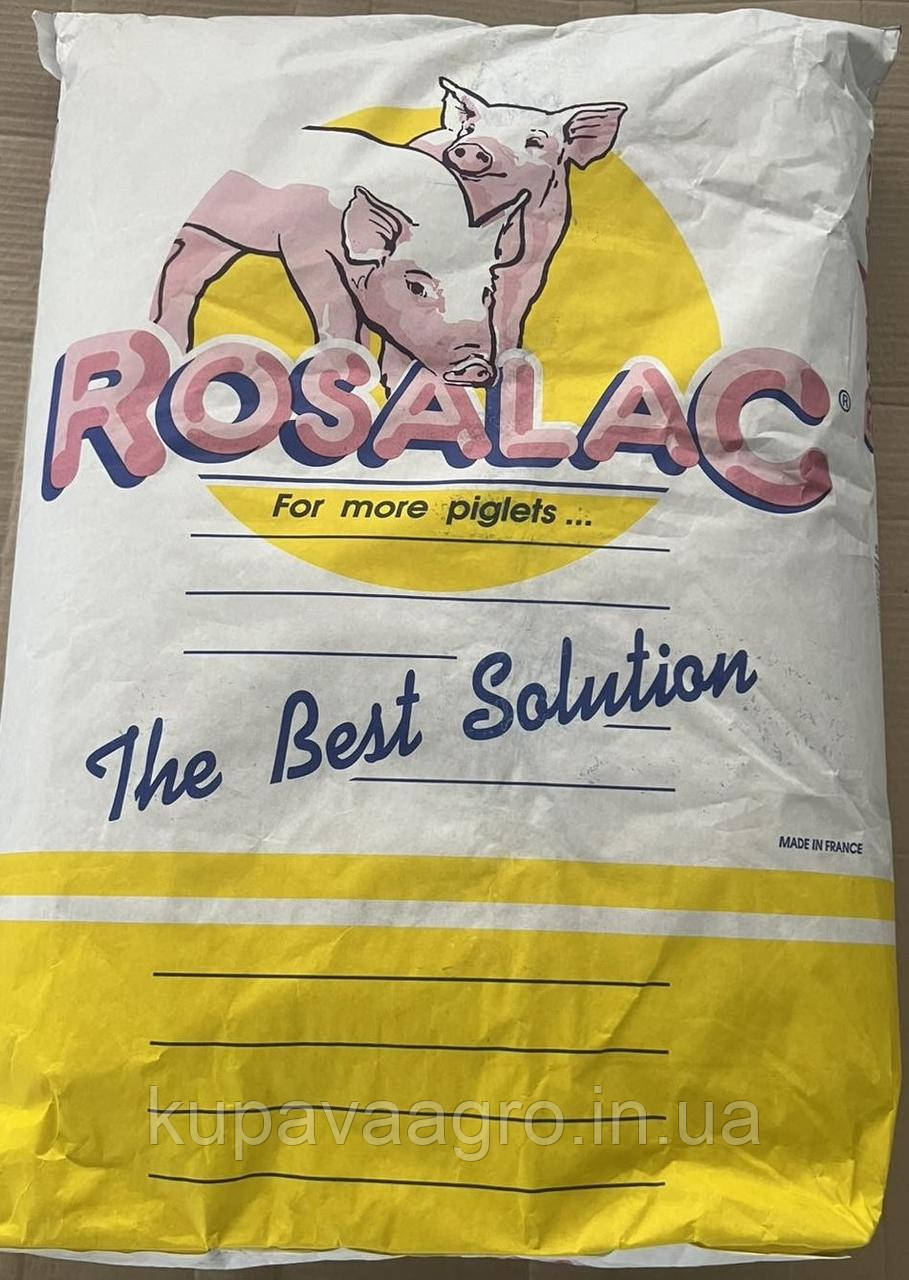 ROSALAC®
For more piglets ...
The Best Solution
MADE IN FRANCE
kupavaagro.in.ua